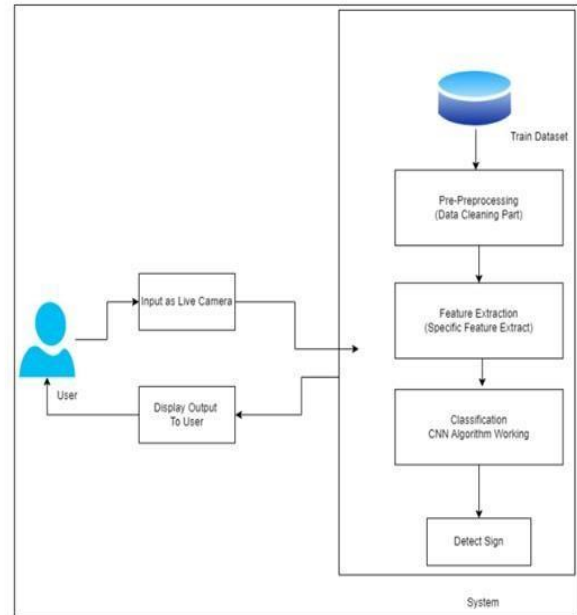 Train Dataset
Pre-Preprocessing
(Data Cleaning Part)
Input as Live Camera
Feature Extraction
(Specific Feature Extract)
User
Display Output
To User
Classification
CNN Algorithm Working
Detect Sign
System